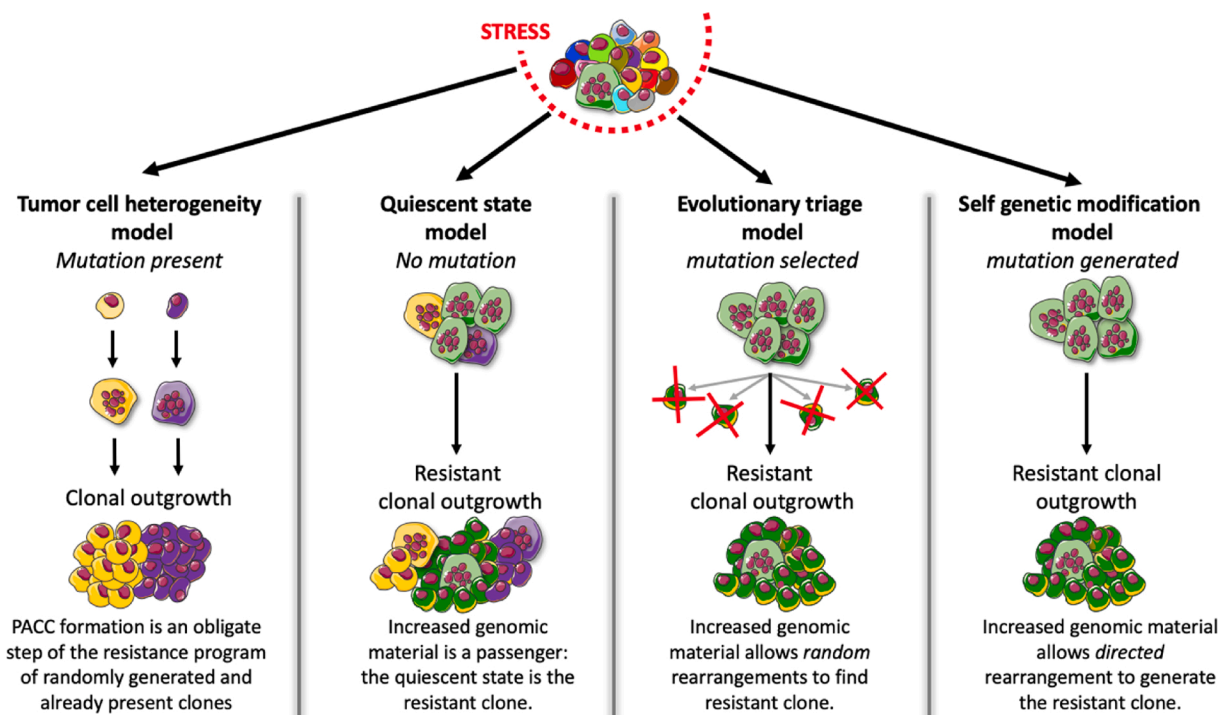 STRESS
Tumor cell heterogeneity
model
Mutation present
Clonal outgrowth
PACC formation is an obligate
step of the resistance program
of randomly generated and
already present clones
Quiescent state
model
No mutation
Resistant
clonal outgrowth
Increased genomic
material is a passenger:
the quiescent state is the
resistant clone.
Evolutionary triage
model
mutation selected
Resistant
clonal outgrowth
Increased genomic
material allows random
rearrangements to find
resistant clone.
Self genetic modification
model
mutation generated
Resistant clonal
outgrowth
Increased genomic material
allows directed
rearrangement to generate
the resistant clone.